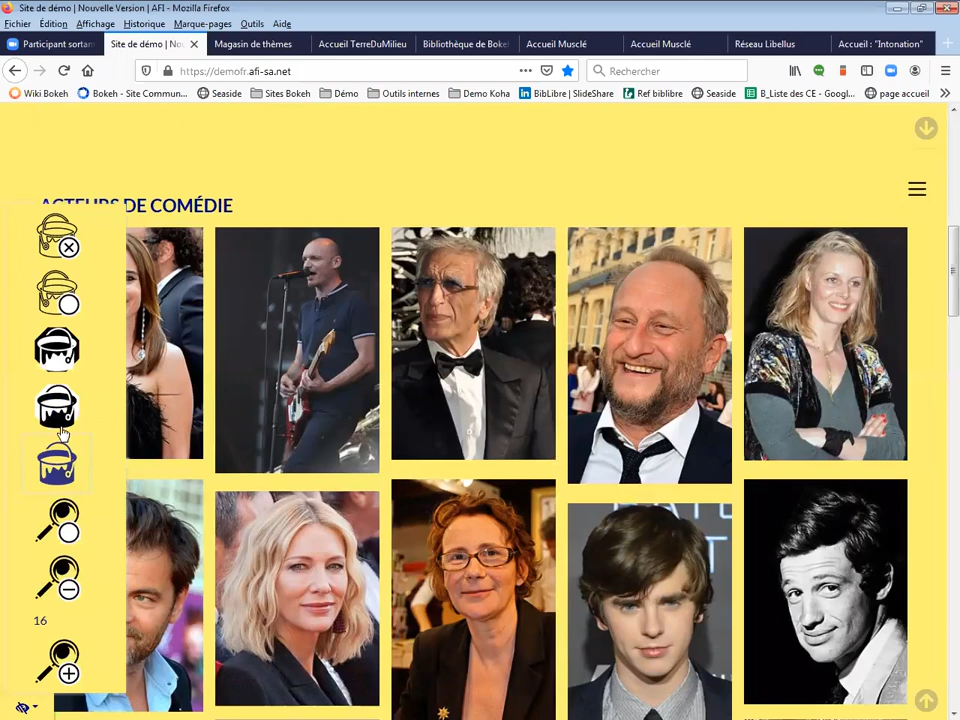 Site de démo | Nouvelle Version | AFI - Mozilla Firefox
Fichier Édition Affichage Historique Marque-pages Outils Aide
Participant sortan
Site de démo | Nou
Magasin de thèmes
Accueil TerreDuMilieu
Bibliothèque de Bokeh
Accueil Musclé
Accueil Musclé
Réseau Libellus
Accueil : "Intonation"
https://demofr.afi-sa.net
Rechercher
Wiki Bokeh
Bokeh - Site Commun...
Seaside
Sites Bokeh
Démo
Outils internes
Demo Koha
BibLibre | SlideShare
Ref biblibre
Seaside
B_Liste des CE - Googl...
page accueil
ACTEURS DE COMÉDIE
16